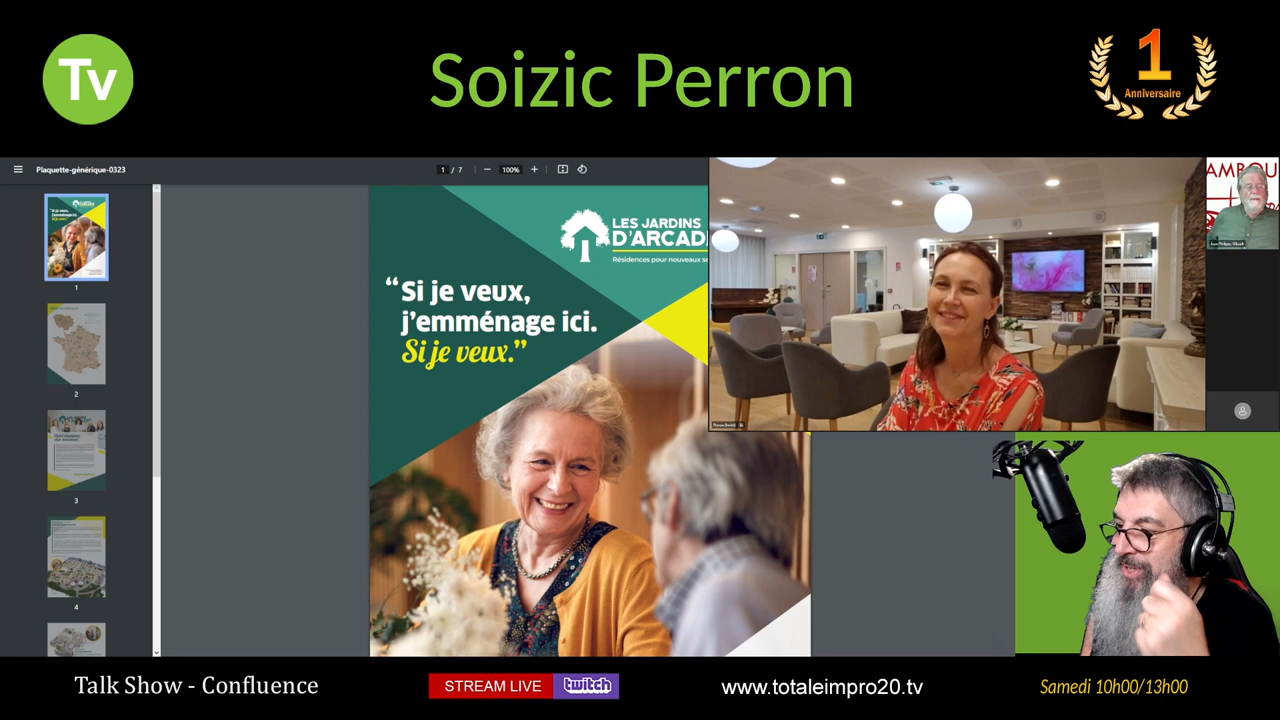 Tv
Soizic Perron
1
Anniversaire
Plaquette-générique-0323
1 / 7
100%
LES JARDINS
D'ARCAD
Résidences pour nouveaux se
“Si je veux,
j'emménage ici.
Si je veux.”
AMBOU
1
2
3
4
Talk Show - Confluence
STREAM LIVE
twitch
www.totaleimpro20.tv
Samedi 10h00/13h00